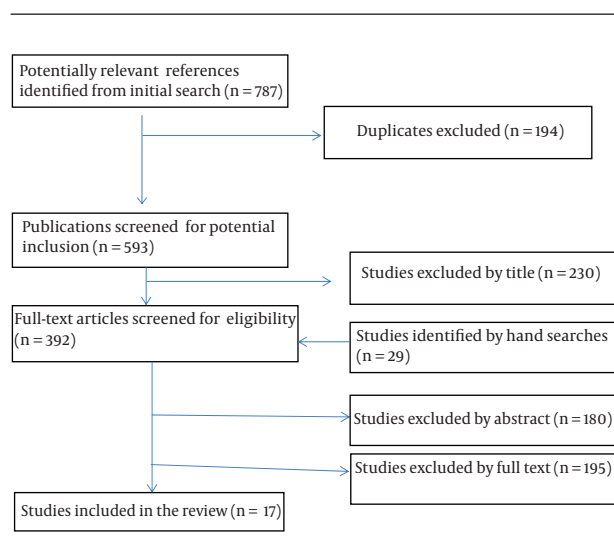 Potentially relevant references
identified from initial search (n = 787)
Duplicates excluded (n = 194)
Publications screened for potential
inclusion (n = 593)
Studies excluded by title (n = 230)
Full-text articles screened for eligibility
(n = 392)
Studies identified by hand searches
(n = 29)
Studies excluded by abstract (n = 180)
Studies excluded by full text (n = 195)
Studies included in the review (n = 17)